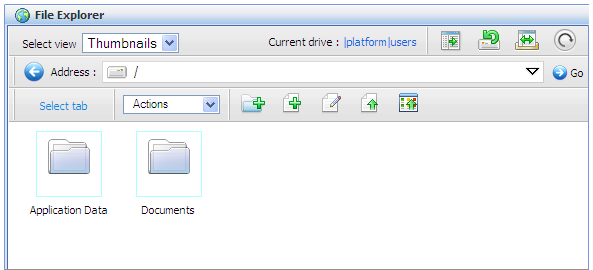 File Explorer
Select view Thumbnails Current drive : |platform|users
Address : / Go
Select tab Actions
Application Data Documents